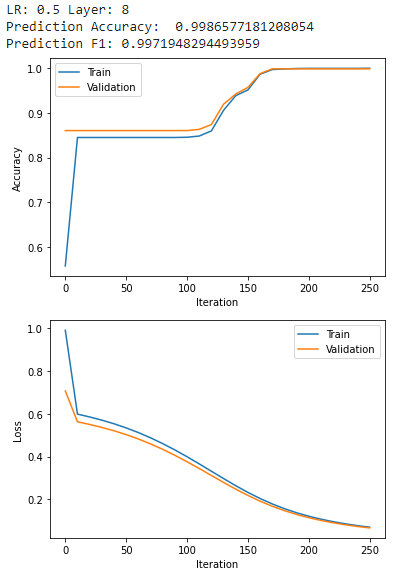 LR: 0.5 Layer: 8
Prediction Accuracy:  0.9986577181208054
Prediction F1: 0.9971948294493959
1.0
0.9
0.8
0.7
0.6
Accuracy
Train
Validation
0 50 100 150 200 250
Iteration
1.0
0.8
0.6
0.4
0.2
Loss
Train
Validation
0 50 100 150 200 250
Iteration